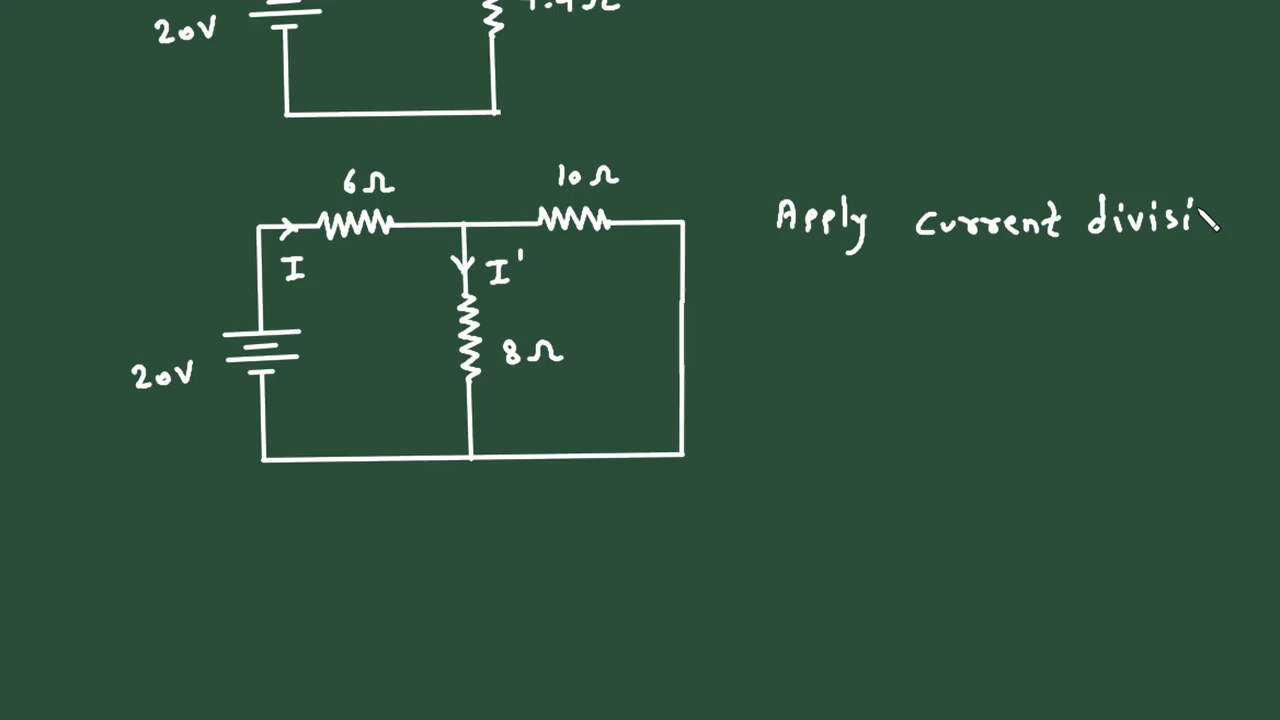 20V
6Ω
10Ω
Apply current divisi
I
I'
8Ω
20V